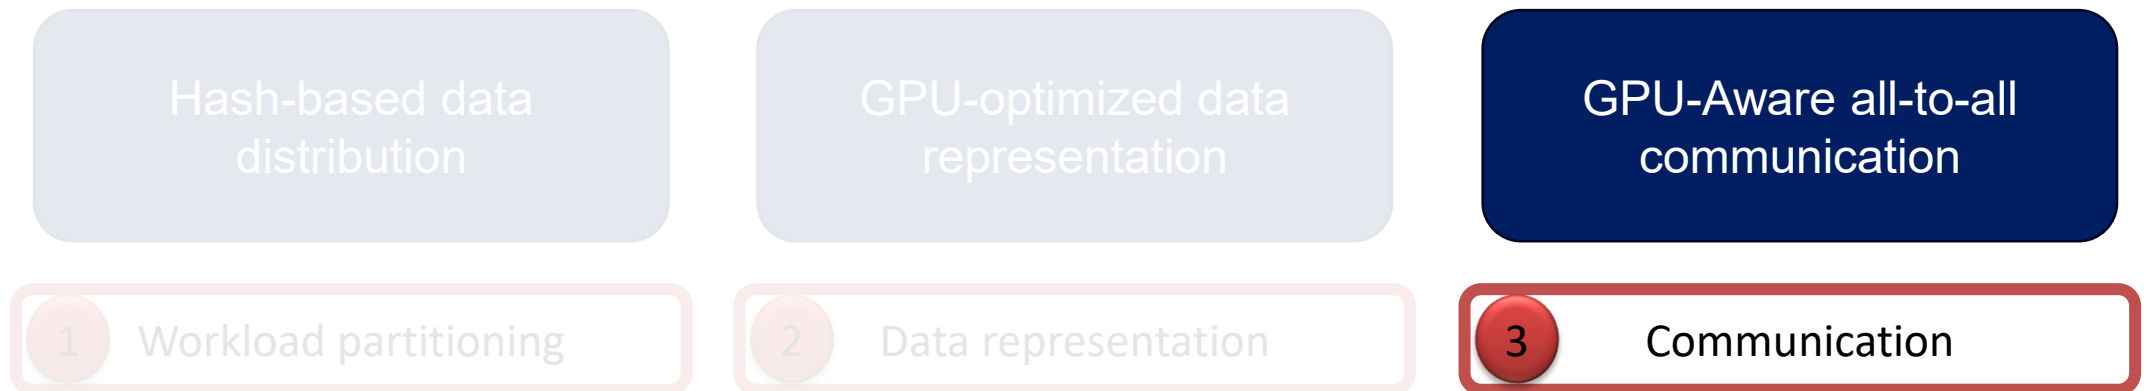 Hash-based data
distribution
GPU-optimized data
representation
GPU-Aware all-to-all
communication
1 Workload partitioning
2 Data representation
3 Communication